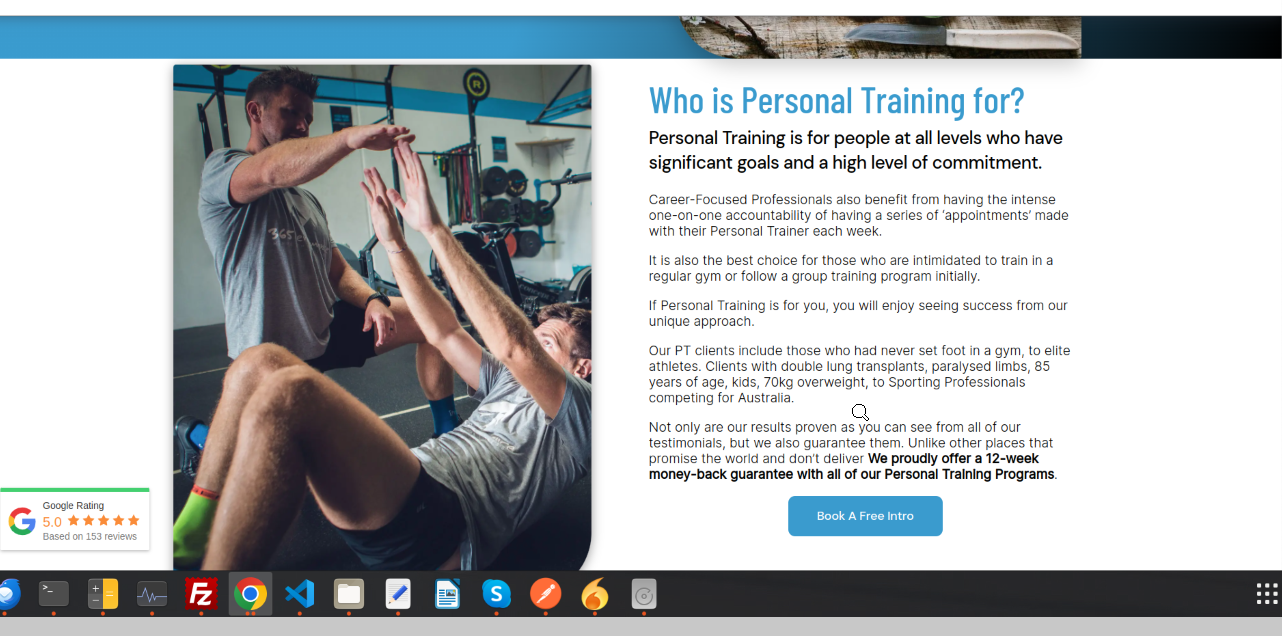 Who is Personal Training for?
Personal Training is for people at all levels who have
significant goals and a high level of commitment.
Career-Focused Professionals also benefit from having the intense
one-on-one accountability of having a series of ‘appointments’ made
with their Personal Trainer each week.
It is also the best choice for those who are intimidated to train in a
regular gym or follow a group training program initially.
If Personal Training is for you, you will enjoy seeing success from our
unique approach.
Our PT clients include those who had never set foot in a gym, to elite
athletes. Clients with double lung transplants, paralysed limbs, 85
years of age, kids, 70kg overweight, to Sporting Professionals
competing for Australia.
Not only are our results proven as you can see from all of our
testimonials, but we also guarantee them. Unlike other places that
promise the world and don’t deliver We proudly offer a 12-week
money-back guarantee with all of our Personal Training Programs.
Book A Free Intro
365
Google Rating
5.0
Based on 153 reviews